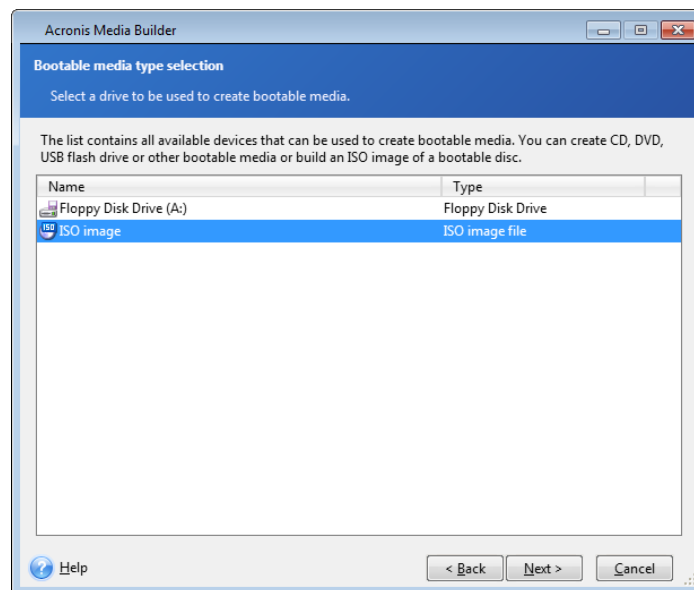 Acronis Media Builder
Bootable media type selection
Select a drive to be used to create bootable media.
The list contains all available devices that can be used to create bootable media. You can create CD, DVD,
USB flash drive or other bootable media or build an ISO image of a bootable disc.
Name Type
Floppy Disk Drive (A:) Floppy Disk Drive
ISO ISO image ISO image file
? Help < Back Next > Cancel